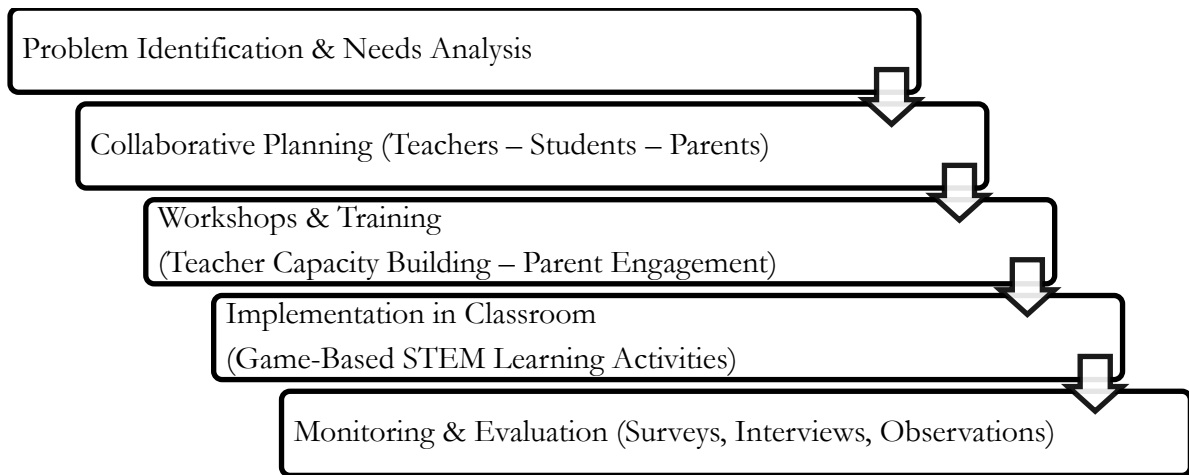 Problem Identification & Needs Analysis
Collaborative Planning (Teachers – Students – Parents)
Workshops & Training
(Teacher Capacity Building – Parent Engagement)
Implementation in Classroom
(Game-Based STEM Learning Activities)
Monitoring & Evaluation (Surveys, Interviews, Observations)